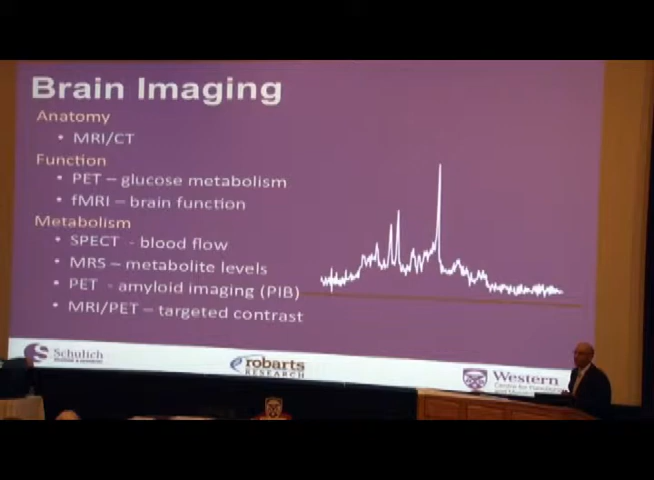 Brain Imaging
Anatomy
• MRI/CT
Function
• PET – glucose metabolism
• fMRI – brain function
Metabolism
• SPECT - blood flow
• MRS – metabolite levels
• PET - amyloid imaging (PIB)
• MRI/PET – targeted contrast
Schulich
robarts
RESEARCH
Western